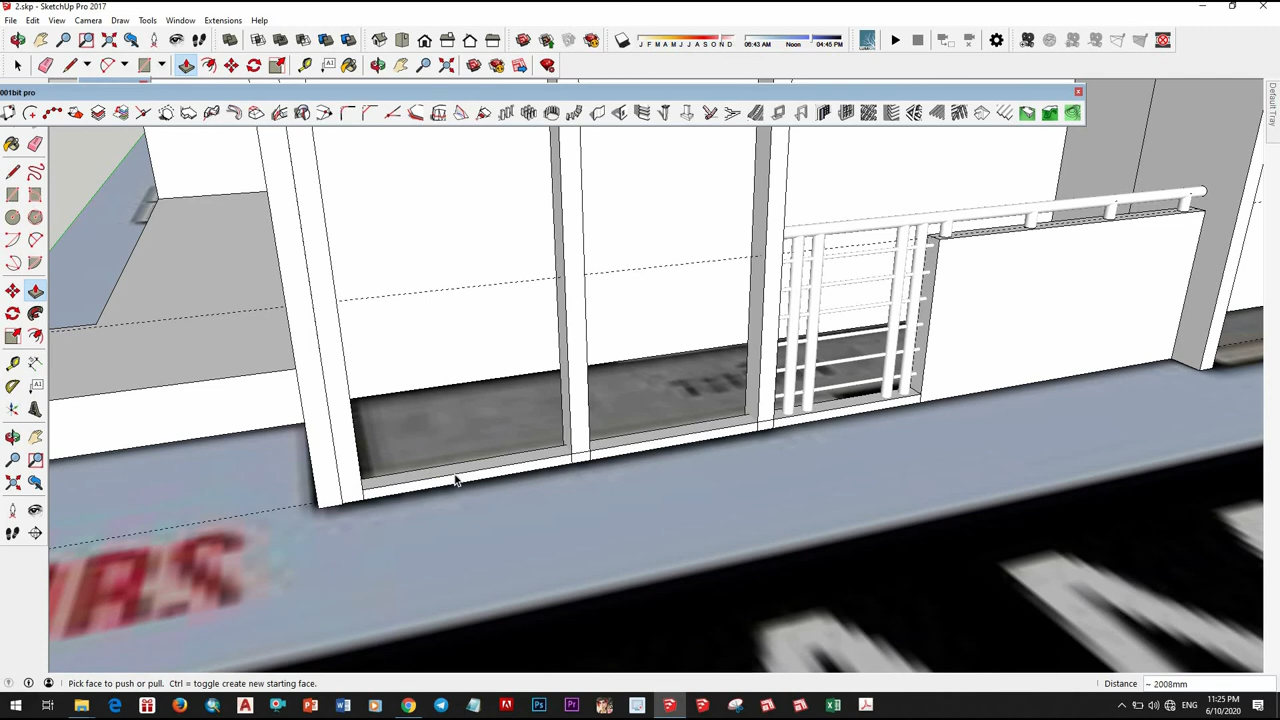 2.skp - SketchUp Pro 2017
File Edit View Camera Draw Tools Window Extensions Help
J F M A M J J A S O N D
06:43 AM Noon 04:45 PM
001bit pro
Default Tray
Pick face to push or pull. Ctrl = toggle create new starting face.
Distance ~ 2008mm
ENG 11:25 PM
6/10/2020